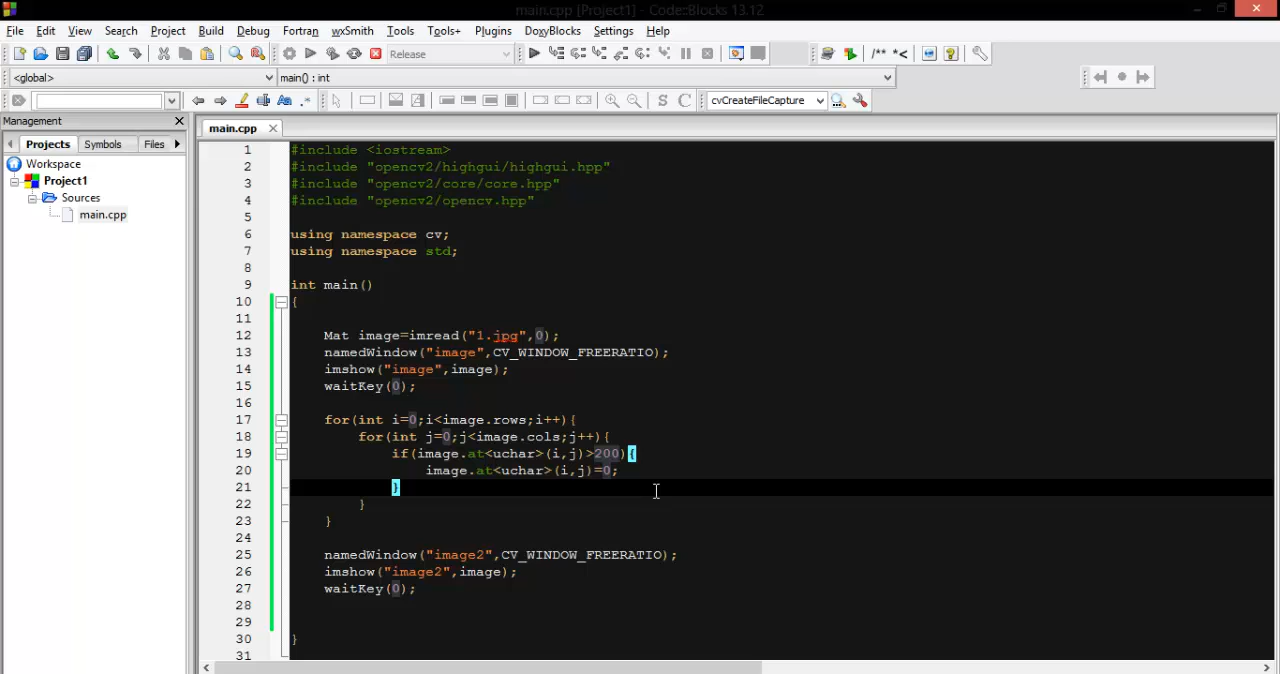 main.cpp [Project1] - Code::Blocks 13.12
File Edit View Search Project Build Debug Fortran wxSmith Tools Tools+ Plugins DoxyBlocks Settings Help
Release /** *<
<global> main() : int
Aa .* S C cvCreateFileCapture
Management
Projects Symbols Files
Workspace
Project1
Sources
main.cpp
main.cpp
1 #include <iostream>
2 #include "opencv2/highgui/highgui.hpp"
3 #include "opencv2/core/core.hpp"
4 #include "opencv2/opencv.hpp"
5
6 using namespace cv;
7 using namespace std;
8
9 int main()
10 {
11
12 Mat image=imread("1.jpg",0);
13 namedWindow("image",CV_WINDOW_FREERATIO);
14 imshow("image",image);
15 waitKey(0);
16
17 for(int i=0;i<image.rows;i++){
18 for(int j=0;j<image.cols;j++){
19 if(image.at<uchar>(i,j)>200){
20 image.at<uchar>(i,j)=0;
21 }
22 }
23 }
24
25 namedWindow("image2",CV_WINDOW_FREERATIO);
26 imshow("image2",image);
27 waitKey(0);
28
29
30 }
31